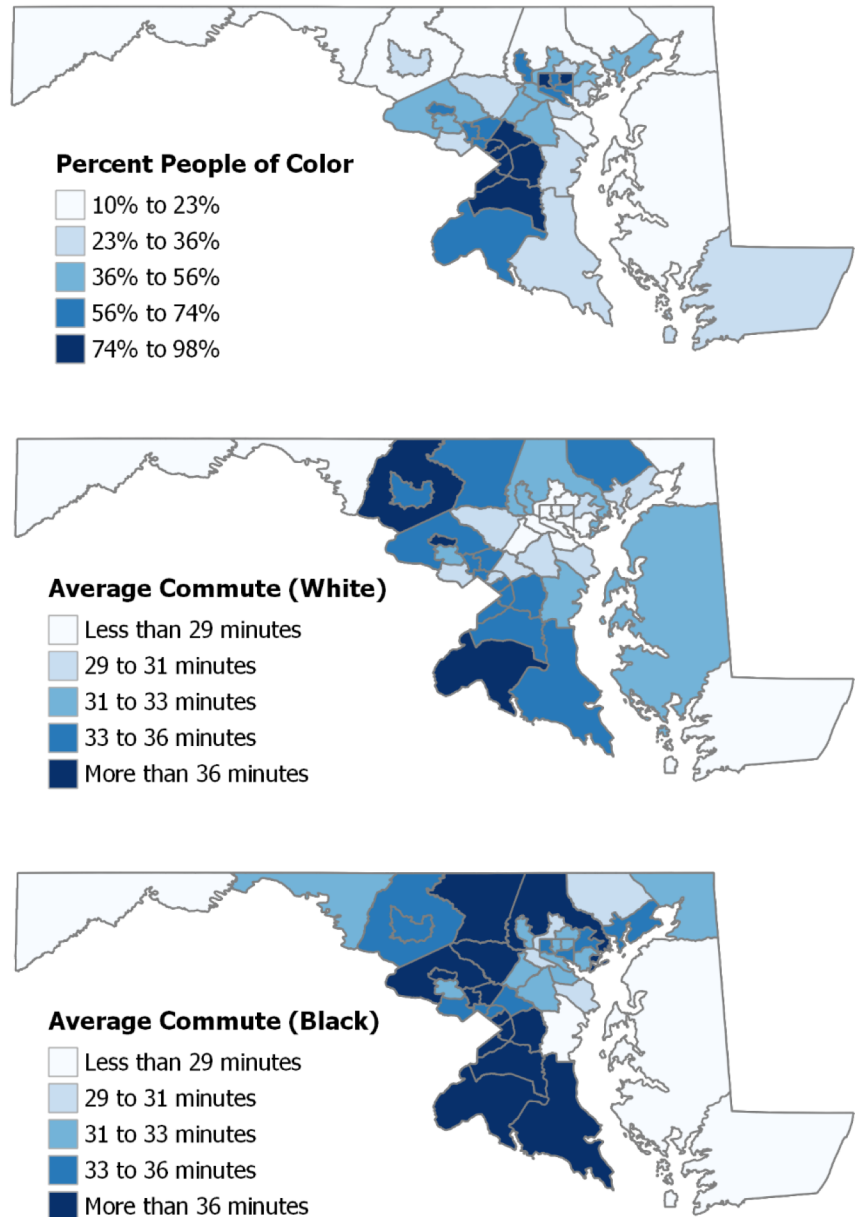 Percent People of Color
10% to 23%
23% to 36%
36% to 56%
56% to 74%
74% to 98%
Average Commute (White)
Less than 29 minutes
29 to 31 minutes
31 to 33 minutes
33 to 36 minutes
More than 36 minutes
Average Commute (Black)
Less than 29 minutes
29 to 31 minutes
31 to 33 minutes
33 to 36 minutes
More than 36 minutes